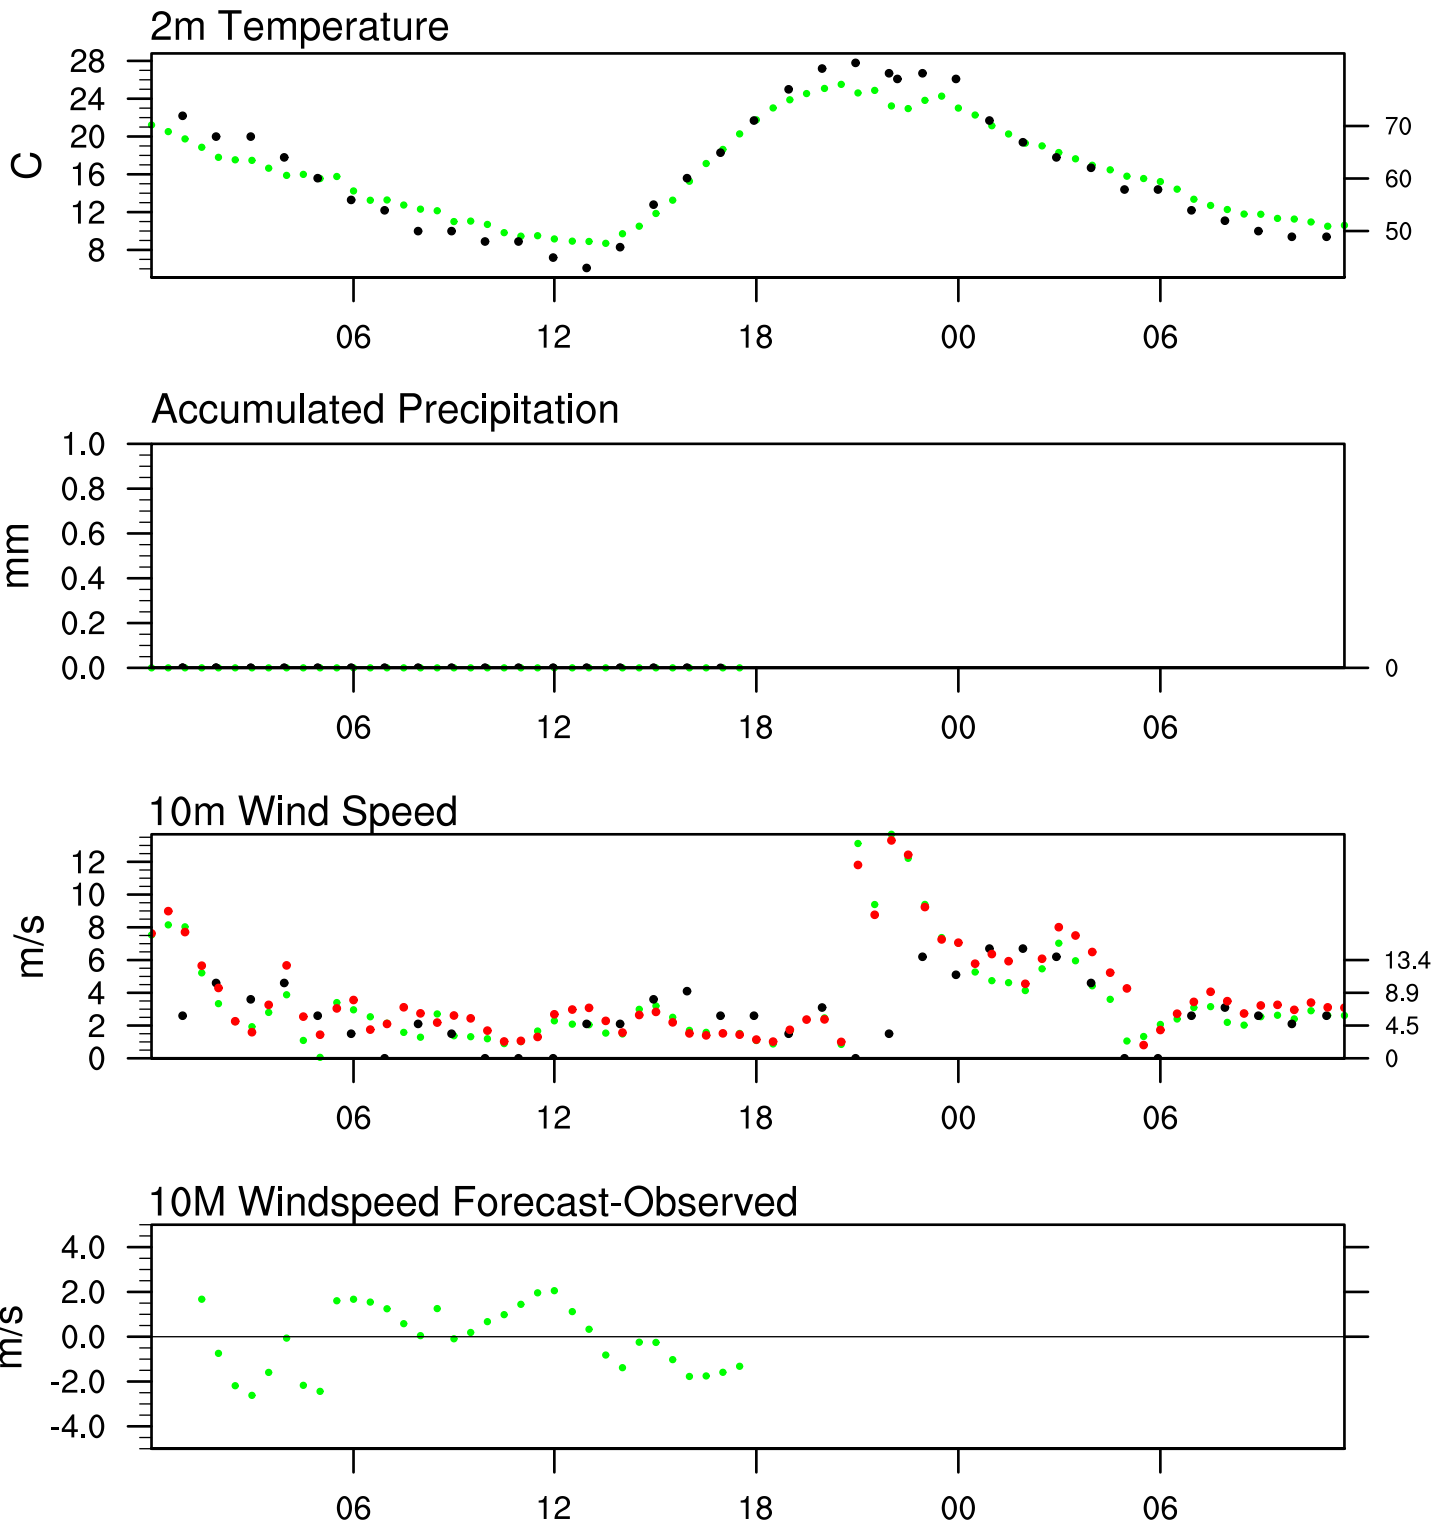 2m Temperature
28
24
20
16
12
8
C
70
60
50
06 12 18 00 06
Accumulated Precipitation
1.0
0.8
0.6
0.4
0.2
0.0
mm
0
06 12 18 00 06
10m Wind Speed
12
10
8
6
4
2
0
m/s
13.4
8.9
4.5
0
06 12 18 00 06
10M Windspeed Forecast-Observed
4.0
2.0
0.0
-2.0
-4.0
m/s
06 12 18 00 06